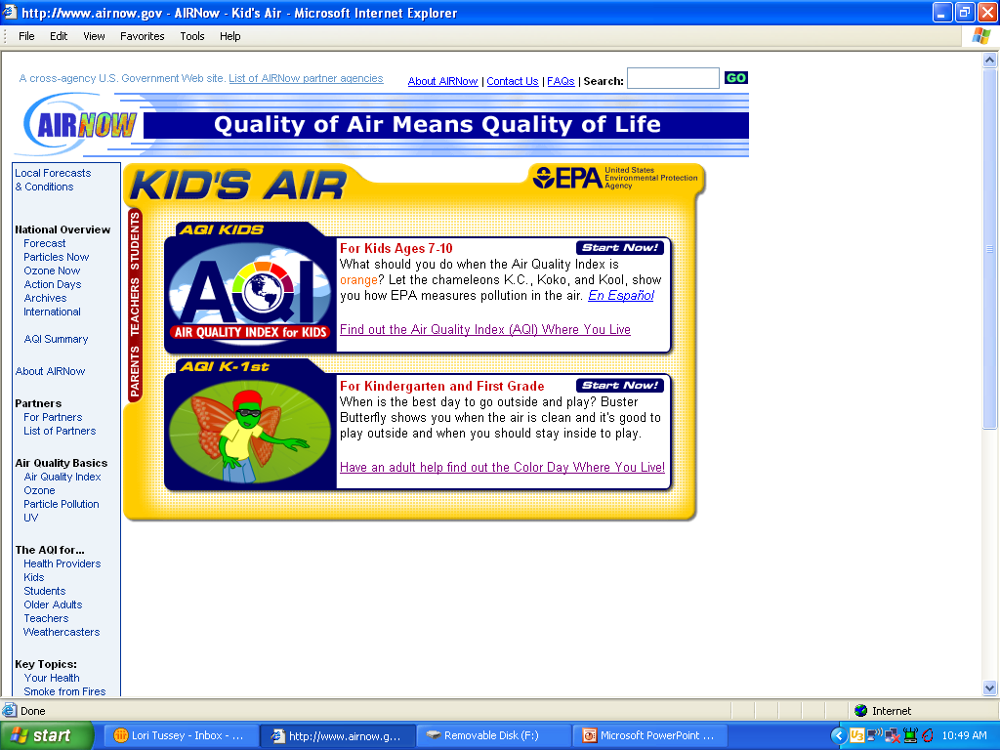 http://www.airnow.gov - AIRNow - Kid's Air - Microsoft Internet Explorer
File Edit View Favorites Tools Help
A cross-agency U.S. Government Web site. List of AIRNow partner agencies
About AIRNow | Contact Us | FAQs | Search: GO
AIRNOW
Quality of Air Means Quality of Life
Local Forecasts
& Conditions
National Overview
Forecast
Particles Now
Ozone Now
Action Days
Archives
International
AQI Summary
About AIRNow
Partners
For Partners
List of Partners
Air Quality Basics
Air Quality Index
Ozone
Particle Pollution
UV
The AQI for...
Health Providers
Kids
Students
Older Adults
Teachers
Weathercasters
Key Topics:
Your Health
Smoke from Fires
KID'S AIR
EPA United States
Environmental Protection
Agency
PARENTS TEACHERS STUDENTS
AQI KIDS
AQI
AIR QUALITY INDEX for KIDS
For Kids Ages 7-10 Start Now!
What should you do when the Air Quality Index is
orange? Let the chameleons K.C., Koko, and Kool, show
you how EPA measures pollution in the air. En Español
Find out the Air Quality Index (AQI) Where You Live
AQI K-1st
For Kindergarten and First Grade Start Now!
When is the best day to go outside and play? Buster
Butterfly shows you when the air is clean and it's good to
play outside and when you should stay inside to play.
Have an adult help find out the Color Day Where You Live!
Done Internet
start Lori Tussey - Inbox - ... http://www.airnow.g... Removable Disk (F:) Microsoft PowerPoint ... U3 10:49 AM